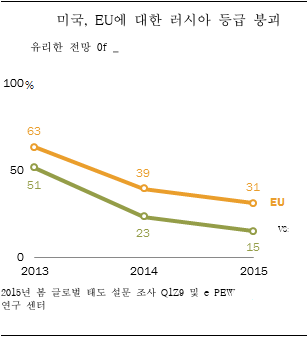 미국, EU에 대한 러시아 등급 붕괴
유리한 전망 Of _
100%
63
39
31
EU
50
51
23
15
vs:
0
2013
2014
2015
2015년 봄 글로벌 태도 설문 조사 Q1Z9 및 e PEW
연구 센터